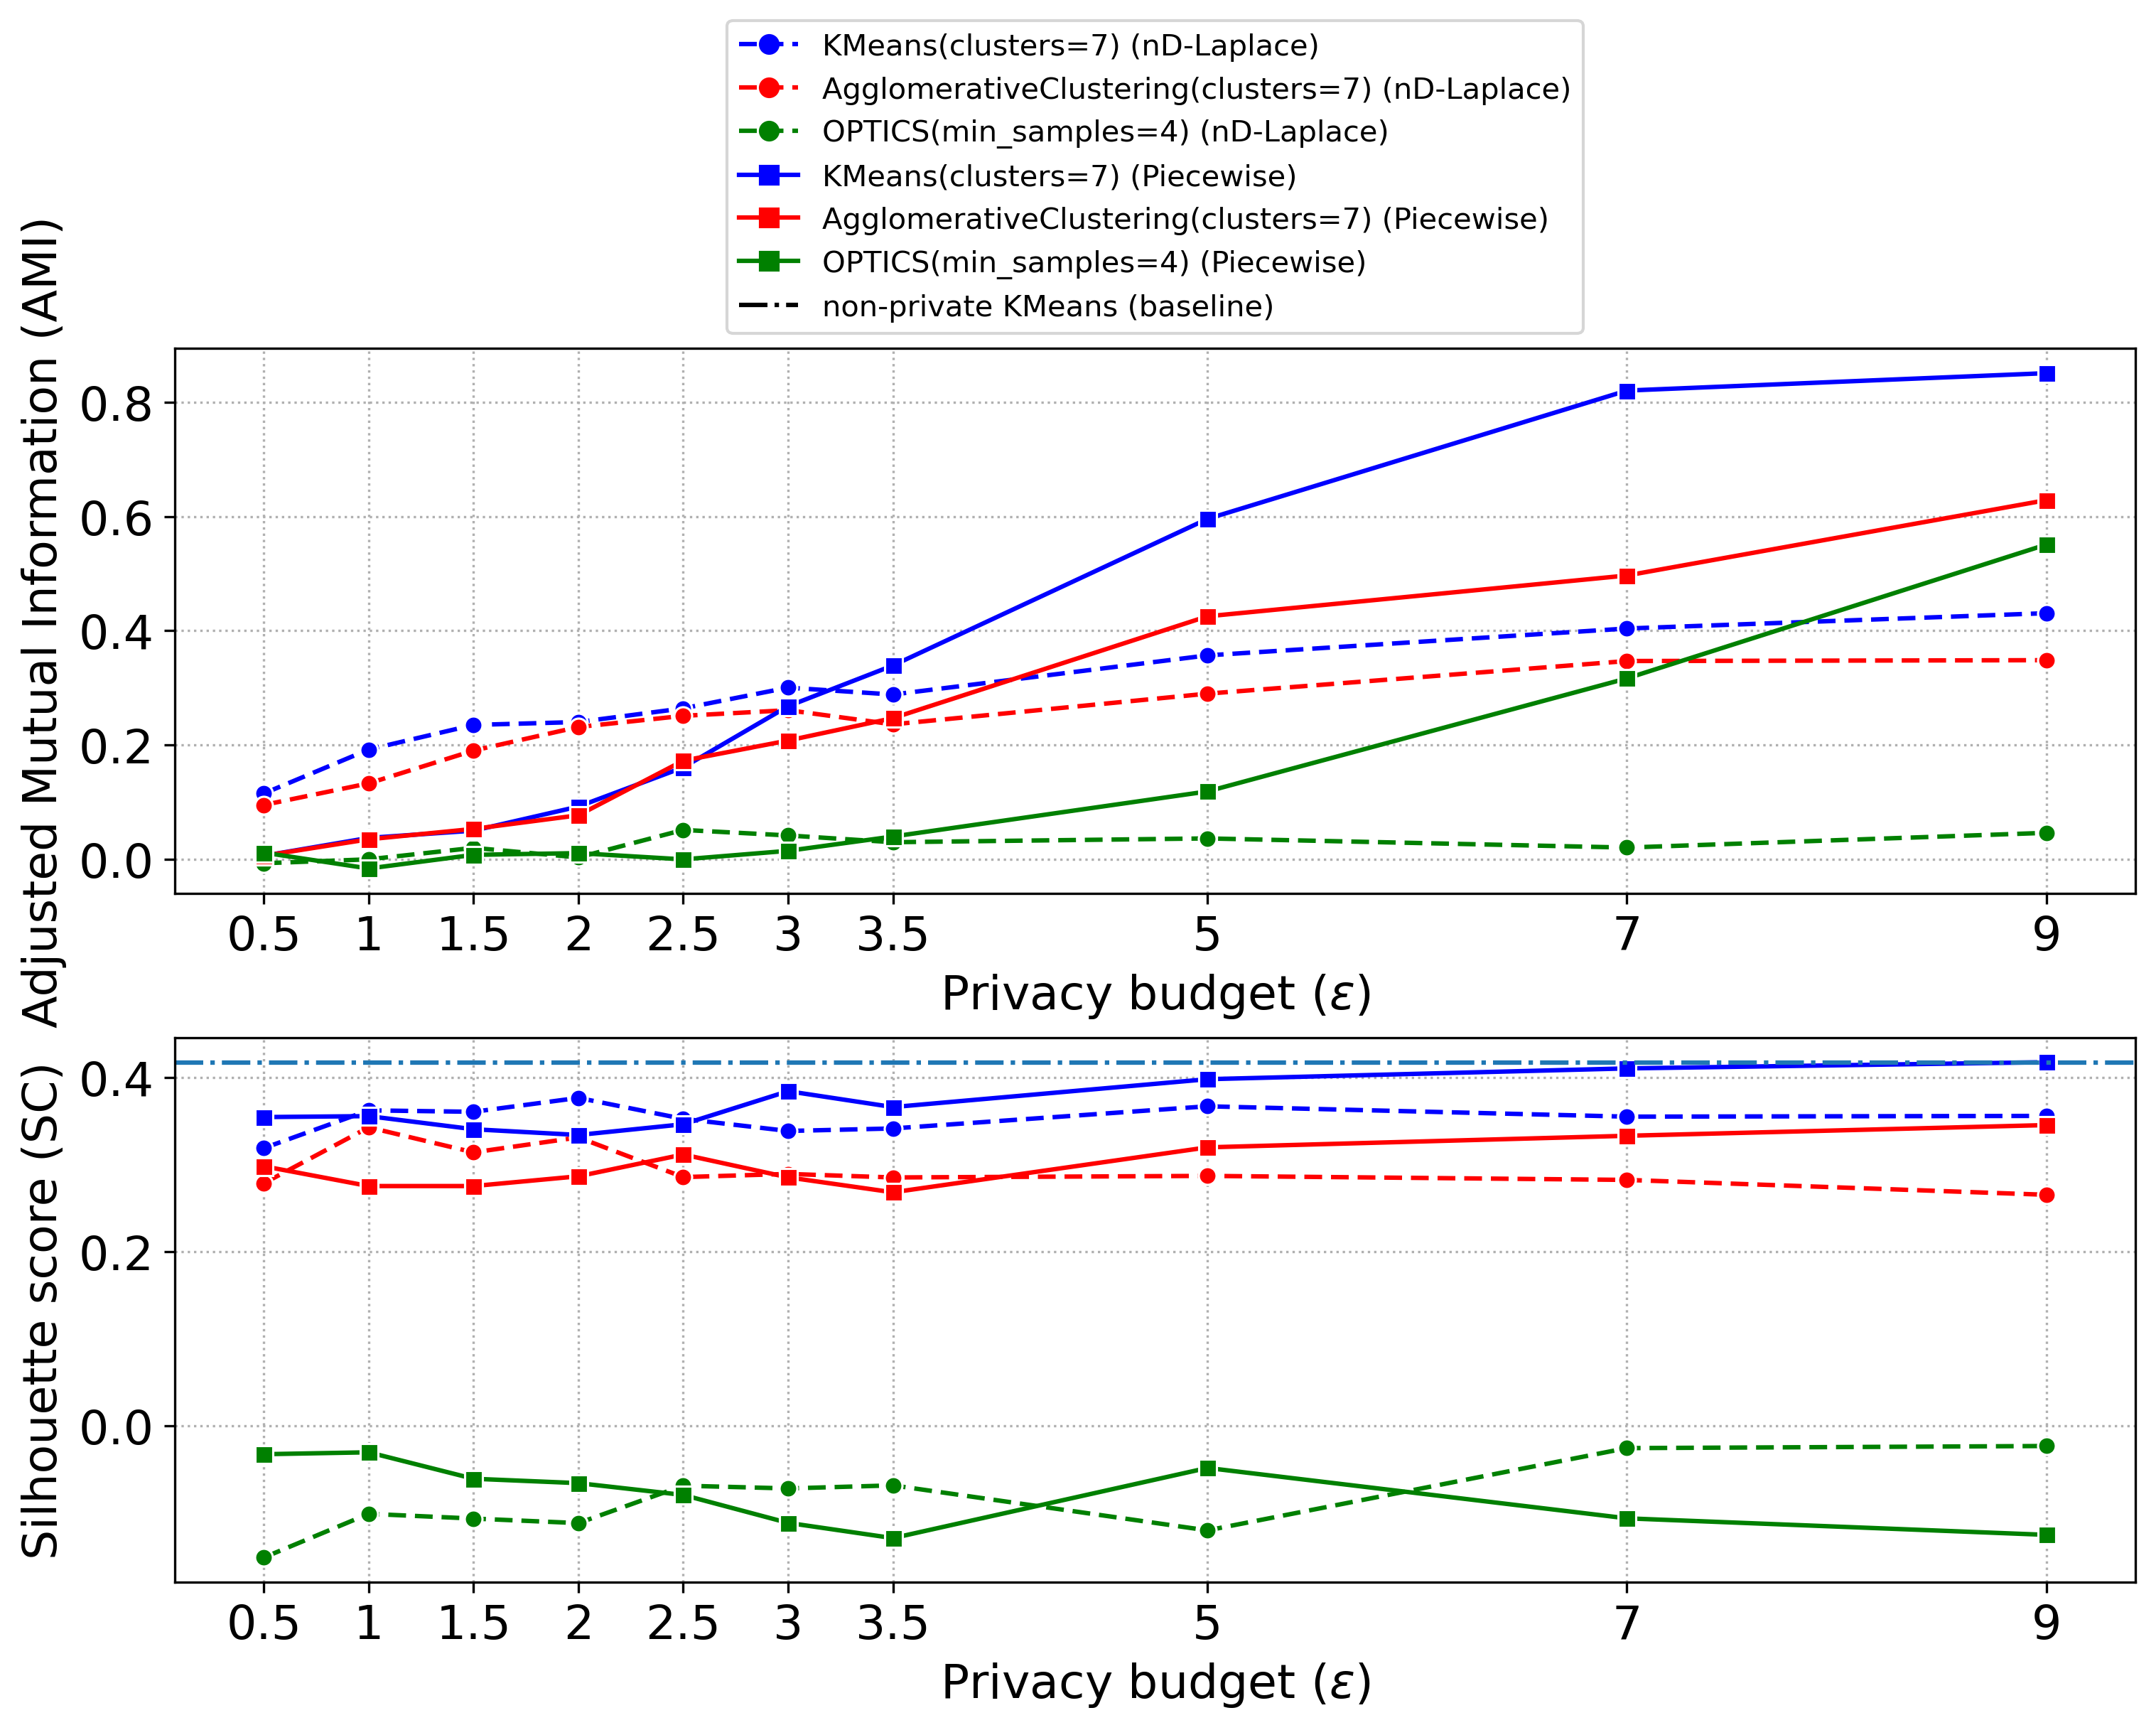 KMeans(clusters=7) (nD-Laplace)
AgglomerativeClustering(clusters=7) (nD-Laplace)
OPTICS(min_samples=4) (nD-Laplace)
KMeans(clusters=7) (Piecewise)
AgglomerativeClustering(clusters=7) (Piecewise)
OPTICS(min_samples=4) (Piecewise)
non-private KMeans (baseline)
Adjusted Mutual Information (AMI)
0.8
0.6
0.4
0.2
0.0
0.5 1 1.5 2 2.5 3 3.5 5 7 9
Privacy budget (ε)
Silhouette score (SC)
0.4
0.2
0.0
0.5 1 1.5 2 2.5 3 3.5 5 7 9
Privacy budget (ε)